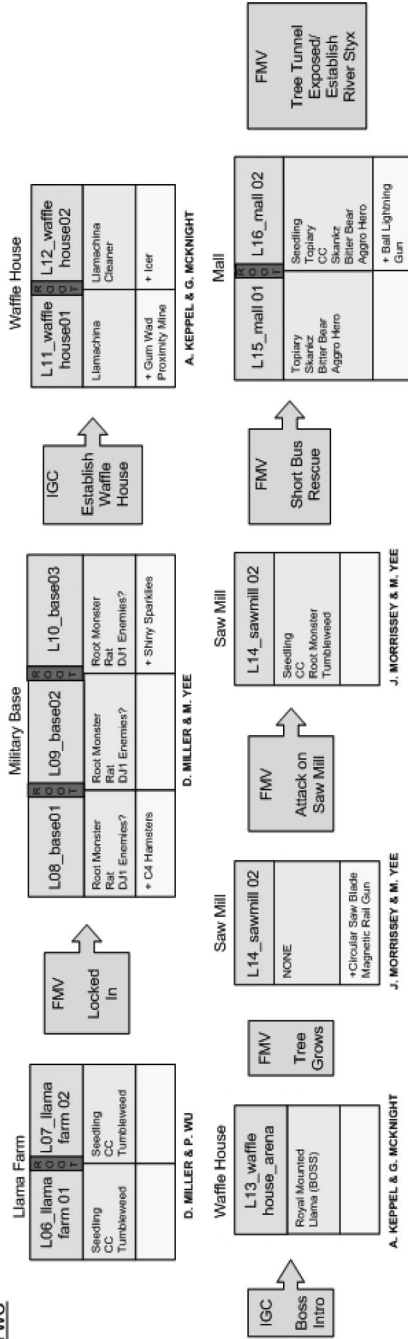 WO
Llama Farm
L06_llama
farm 01
R O O T
L07_llama
farm 02
Seedling
CC
Tumbleweed
Seedling
CC
Tumbleweed
D. MILLER & P. WU
FMV
Locked
In
Military Base
L08_base01
R O O T
L09_base02
R O O T
L10_base03
Root Monster
Rat
DJ1 Enemies?
Root Monster
Rat
DJ1 Enemies?
Root Monster
Rat
DJ1 Enemies?
+ C4 Hamsters
+ Shiny Sparklies
D. MILLER & M. YEE
IGC
Establish
Waffle
House
Waffle House
L11_waffle
house01
R O O T
L12_waffle
house02
Llamachina
Llamachina
Cleaner
+ Gum Wad
Proximity Mine
+ Icer
A. KEPPEL & G. MCKNIGHT
IGC
Boss
Intro
Waffle House
L13_waffle
house_arena
Royal Mounted
Llama (BOSS)
A. KEPPEL & G. MCKNIGHT
FMV
Tree
Grows
Saw Mill
L14_sawmill 02
NONE
+Circular Saw Blade
Magnetic Rail Gun
J. MORRISSEY & M. YEE
FMV
Attack on
Saw Mill
Saw Mill
L14_sawmill 02
Seedling
CC
Root Monster
Tumbleweed
J. MORRISSEY & M. YEE
FMV
Short Bus
Rescue
Mall
L15_mall 01
R O O T
L16_mall 02
Topiary
Skankz
Bitter Bear
Aggro Hero
Seedling
Topiary
CC
Skankz
Bitter Bear
Aggro Hero
+ Ball Lightning
Gun
FMV
Tree Tunnel
Exposed/
Establish
River Styx